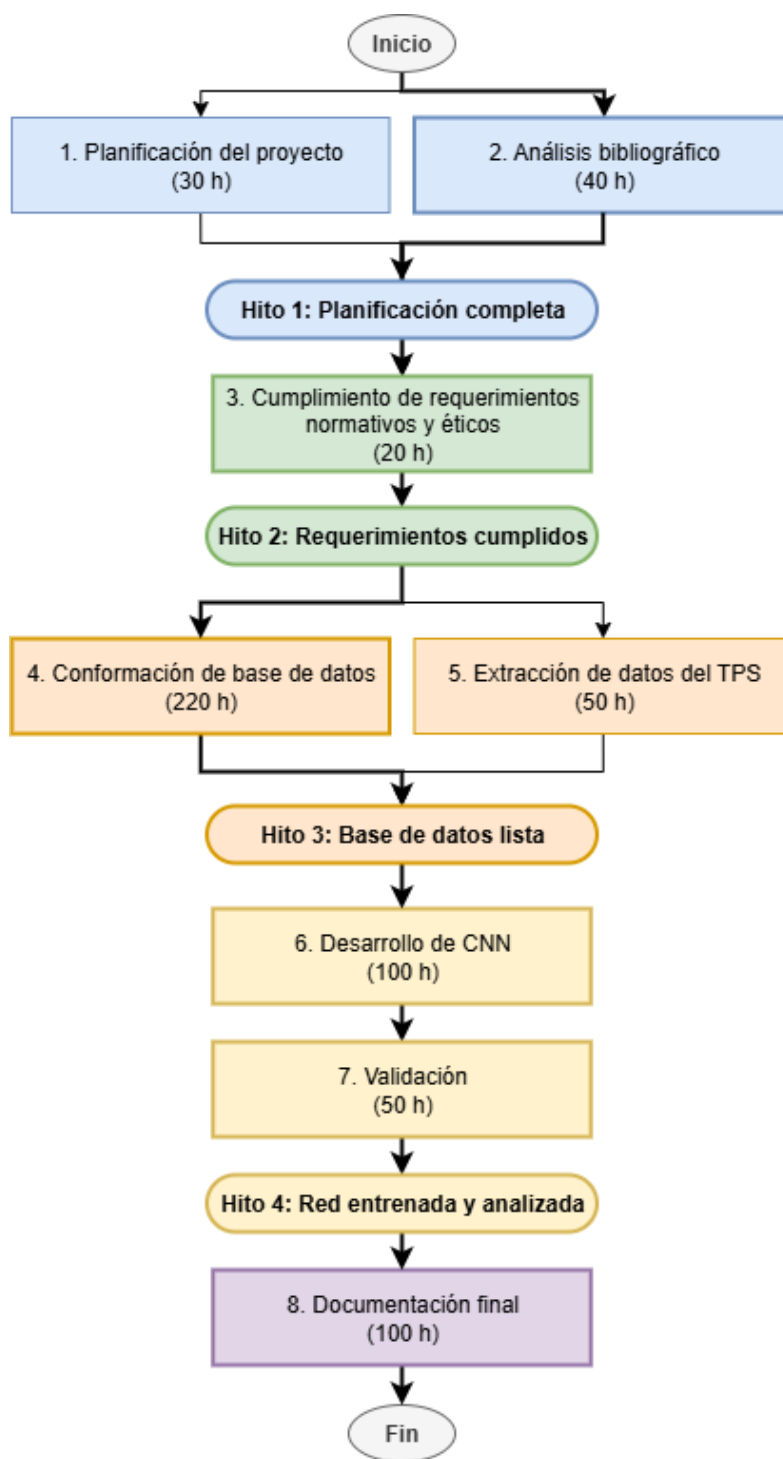 Inicio
1. Planificación del proyecto
(30 h)
2. Análisis bibliográfico
(40 h)
Hito 1: Planificación completa
3. Cumplimiento de requerimientos
normativos y éticos
(20 h)
Hito 2: Requerimientos cumplidos
4. Conformación de base de datos
(220 h)
5. Extracción de datos del TPS
(50 h)
Hito 3: Base de datos lista
6. Desarrollo de CNN
(100 h)
7. Validación
(50 h)
Hito 4: Red entrenada y analizada
8. Documentación final
(100 h)
Fin